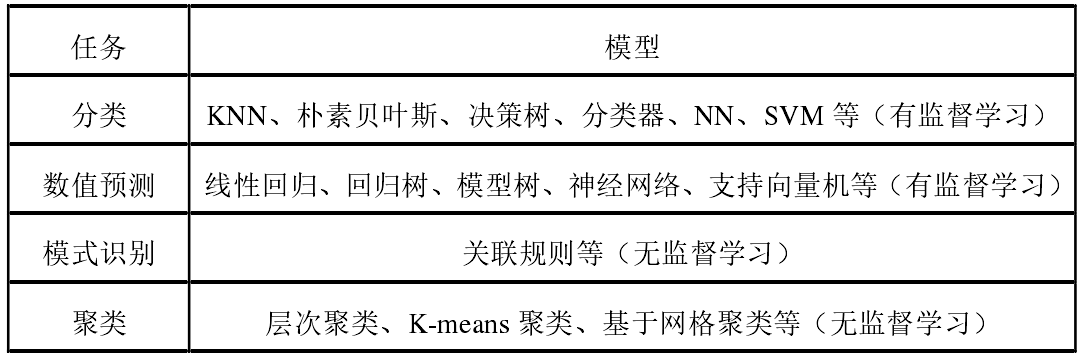 任务 模型
分类 KNN、朴素贝叶斯、决策树、分类器、NN、SVM 等（有监督学习）
数值预测 线性回归、回归树、模型树、神经网络、支持向量机等（有监督学习）
模式识别 关联规则等（无监督学习）
聚类 层次聚类、K-means 聚类、基于网格聚类等（无监督学习）